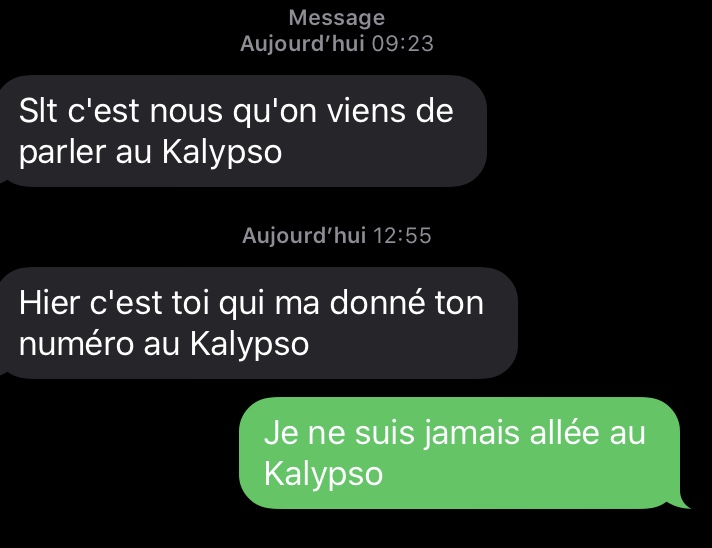 Message
Aujourd’hui 09:23
Slt c'est nous qu'on viens de
parler au Kalypso
Aujourd’hui 12:55
Hier c'est toi qui ma donné ton
numéro au Kalypso
Je ne suis jamais allée au
Kalypso